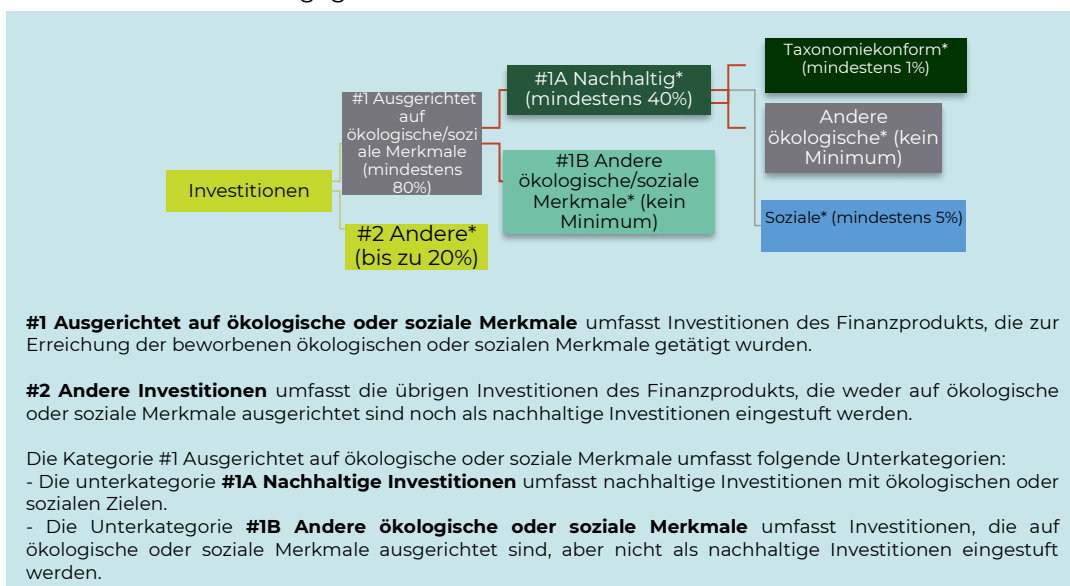 Investitionen
#1 Ausgerichtet
auf
ökologische/sozi
ale Merkmale
(mindestens
80%)
#2 Andere*
(bis zu 20%)
#1A Nachhaltig*
(mindestens 40%)
#1B Andere
ökologische/soziale
Merkmale* (kein
Minimum)
Taxonomiekonform*
(mindestens 1%)
Andere
ökologische* (kein
Minimum)
Soziale* (mindestens 5%)
#1 Ausgerichtet auf ökologische oder soziale Merkmale umfasst Investitionen des Finanzprodukts, die zur
Erreichung der beworbenen ökologischen oder sozialen Merkmale getätigt wurden.
#2 Andere Investitionen umfasst die übrigen Investitionen des Finanzprodukts, die weder auf ökologische
oder soziale Merkmale ausgerichtet sind noch als nachhaltige Investitionen eingestuft werden.
Die Kategorie #1 Ausgerichtet auf ökologische oder soziale Merkmale umfasst folgende Unterkategorien:
- Die unterkategorie #1A Nachhaltige Investitionen umfasst nachhaltige Investitionen mit ökologischen oder
sozialen Zielen.
- Die Unterkategorie #1B Andere ökologische oder soziale Merkmale umfasst Investitionen, die auf
ökologische oder soziale Merkmale ausgerichtet sind, aber nicht als nachhaltige Investitionen eingestuft
werden.